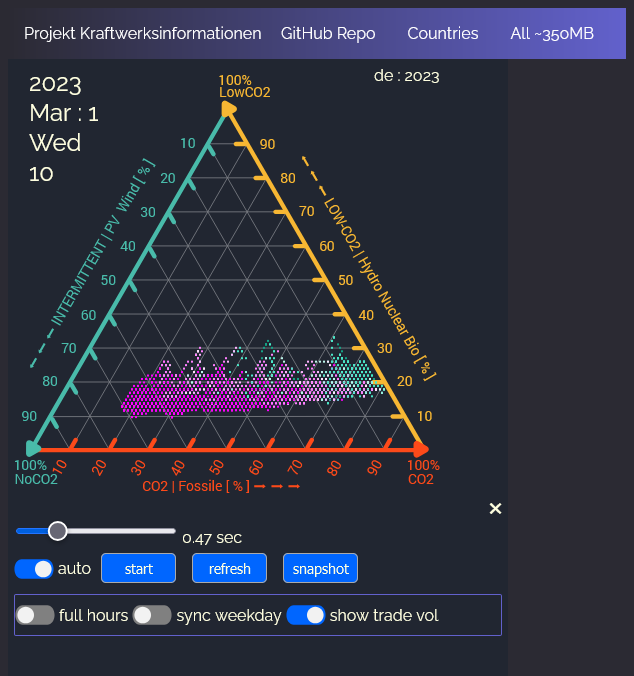 Projekt Kraftwerksinformationen GitHub Repo Countries All ~350MB
2023
Mar : 1
Wed
10
de : 2023
100%
LowCO2
10
20
30
40
50
60
70
80
90
INTERMITTENT | PV Wind [ % ]
90
80
70
60
50
40
30
20
10
LOW-CO2 | Hydro Nuclear Bio [ % ]
100%
NoCO2
10
20
30
40
50
60
70
80
90
100%
CO2
CO2 | Fossile [ % ]
×
0.47 sec
auto start refresh snapshot
full hours sync weekday show trade vol